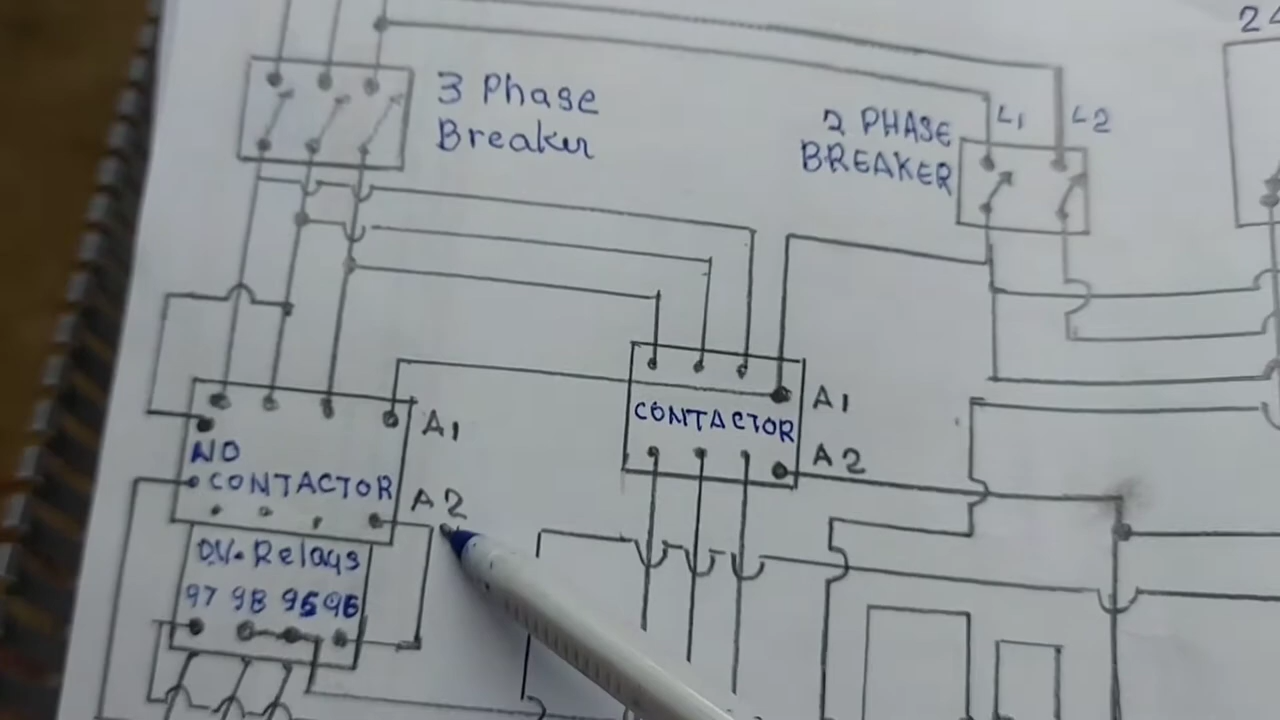 24
3 Phase
Breaker
2 PHASE
BREAKER
L1
L2
A1
CONTACTOR
A2
A1
NO
CONTACTOR
A2
O.V. Relays
97 98 95 96